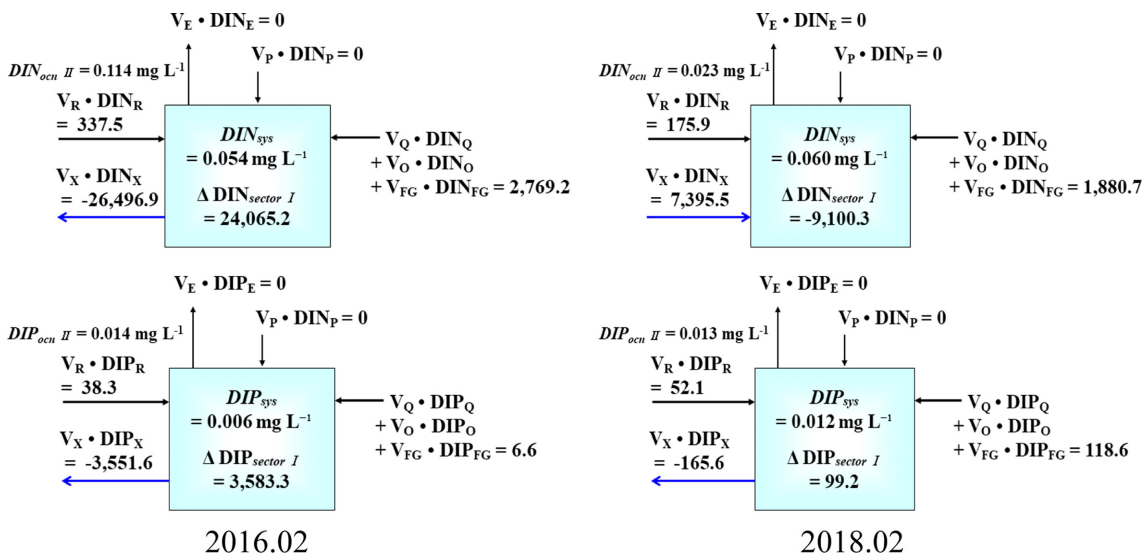 V_E • DIN_E = 0
V_P • DIN_P = 0
DIN_ocn Ⅱ = 0.114 mg L⁻¹
V_R • DIN_R
= 337.5
DIN_sys
= 0.054 mg L⁻¹
V_Q • DIN_Q
+ V_O • DIN_O
+ V_FG • DIN_FG = 2,769.2
V_X • DIN_X
= -26,496.9
Δ DIN_sector Ⅰ
= 24,065.2
V_E • DIN_E = 0
V_P • DIN_P = 0
DIN_ocn Ⅱ = 0.023 mg L⁻¹
V_R • DIN_R
= 175.9
DIN_sys
= 0.060 mg L⁻¹
V_Q • DIN_Q
+ V_O • DIN_O
+ V_FG • DIN_FG = 1,880.7
V_X • DIN_X
= 7,395.5
Δ DIN_sector Ⅰ
= -9,100.3
V_E • DIP_E = 0
V_P • DIN_P = 0
DIP_ocn Ⅱ = 0.014 mg L⁻¹
V_R • DIP_R
= 38.3
DIP_sys
= 0.006 mg L⁻¹
V_Q • DIP_Q
+ V_O • DIP_O
+ V_FG • DIP_FG = 6.6
V_X • DIP_X
= -3,551.6
Δ DIP_sector Ⅰ
= 3,583.3
V_E • DIP_E = 0
V_P • DIN_P = 0
DIP_ocn Ⅱ = 0.013 mg L⁻¹
V_R • DIP_R
= 52.1
DIP_sys
= 0.012 mg L⁻¹
V_Q • DIP_Q
+ V_O • DIP_O
+ V_FG • DIP_FG = 118.6
V_X • DIP_X
= -165.6
Δ DIP_sector Ⅰ
= 99.2
2016.02
2018.02